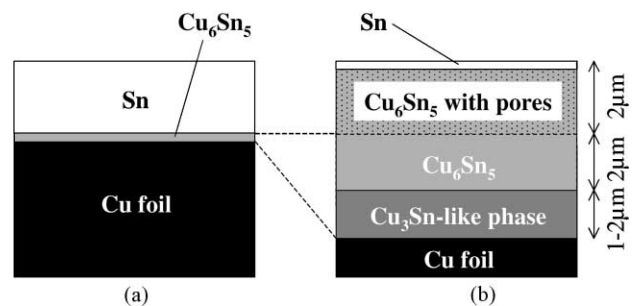 Cu6Sn5
Sn
Cu foil
(a)
Sn
Cu6Sn5 with pores
Cu6Sn5
Cu3Sn-like phase
Cu foil
2μm
2μm
1-2μm
(b)